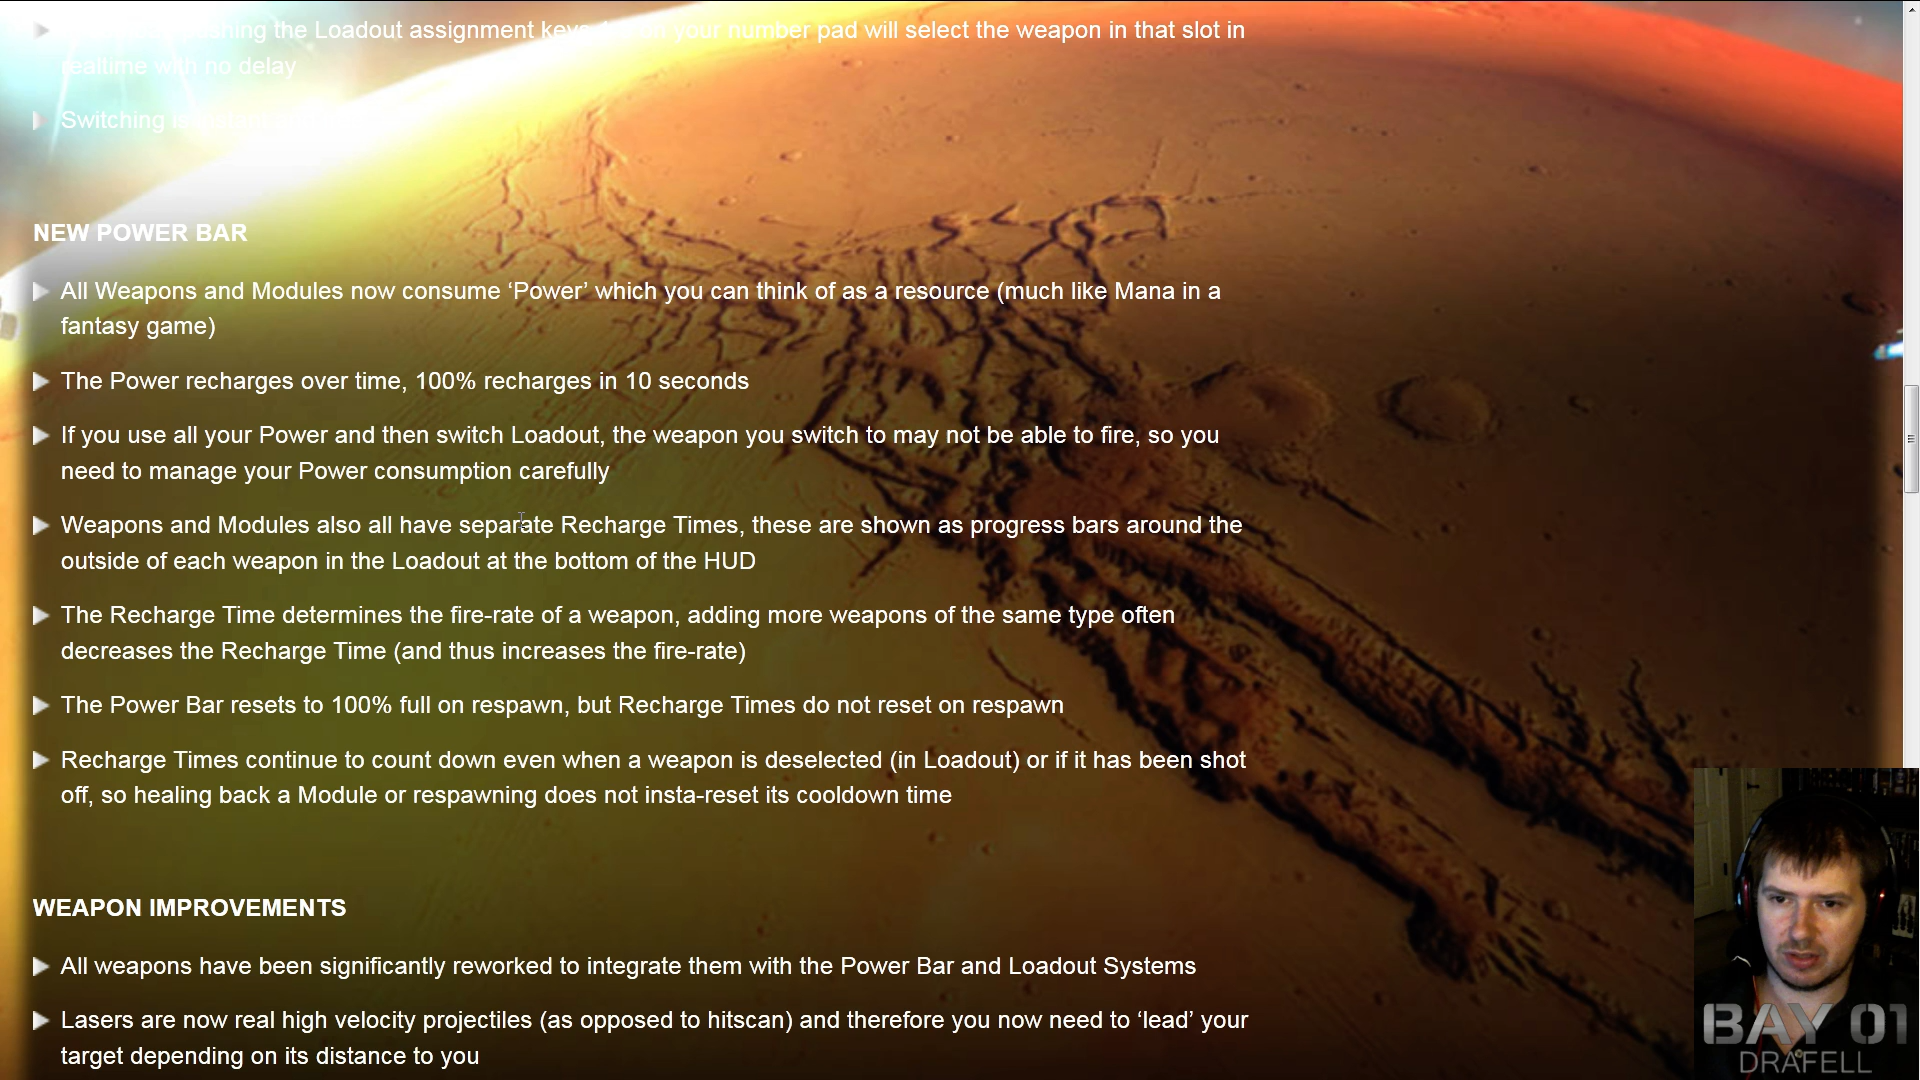 ushing the Loadout assignment keys on your number pad will select the weapon in that slot in
realtime with no delay
Switching is
NEW POWER BAR
All Weapons and Modules now consume ‘Power’ which you can think of as a resource (much like Mana in a
fantasy game)
The Power recharges over time, 100% recharges in 10 seconds
If you use all your Power and then switch Loadout, the weapon you switch to may not be able to fire, so you
need to manage your Power consumption carefully
Weapons and Modules also all have separate Recharge Times, these are shown as progress bars around the
outside of each weapon in the Loadout at the bottom of the HUD
The Recharge Time determines the fire-rate of a weapon, adding more weapons of the same type often
decreases the Recharge Time (and thus increases the fire-rate)
The Power Bar resets to 100% full on respawn, but Recharge Times do not reset on respawn
Recharge Times continue to count down even when a weapon is deselected (in Loadout) or if it has been shot
off, so healing back a Module or respawning does not insta-reset its cooldown time
WEAPON IMPROVEMENTS
All weapons have been significantly reworked to integrate them with the Power Bar and Loadout Systems
Lasers are now real high velocity projectiles (as opposed to hitscan) and therefore you now need to ‘lead’ your
target depending on its distance to you
BAY 01
DRAFELL